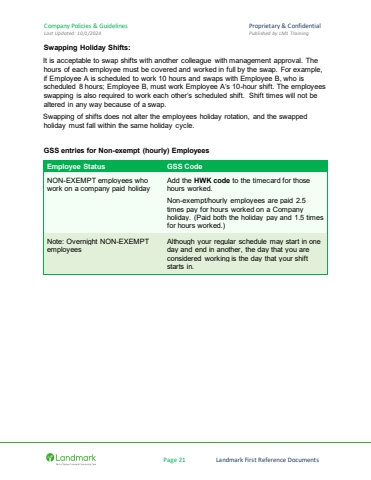 Company Policies & Guidelines
Proprietary & Confidential
Last Updated: 10/1/2024
Published by LMS Training
Swapping Holiday Shifts:
It is acceptable to swap shifts with another colleague with management approval. The
hours of each employee must be covered and worked in full by the swap. For example,
if Employee A is scheduled to work 10 hours and swaps with Employee B, who is
scheduled 8 hours; Employee B, must work Employee A's 10-hour shift. The employees
swapping is also required to work each other's scheduled shift. Shift times will not be
altered in any way because of a swap.
Swapping of shifts does not alter the employees holiday rotation, and the swapped
holiday must fall within the same holiday cycle.
GSS entries for Non-exempt (hourly) Employees
Employee Status
GSS Code
NON-EXEMPT employees who
work on a company paid holiday
Add the HWK code to the timecard for those
hours worked.
Non-exempt/hourly employees are paid 2.5
times pay for hours worked on a Company
holiday. (Paid both the holiday pay and 1.5 times
for hours worked.)
Note: Overnight NON-EXEMPT
employees
Although your regular schedule may start in one
day and end in another, the day that you are
considered working is the day that your shift
starts in.
Landmark
Page 21
Landmark First Reference Documents